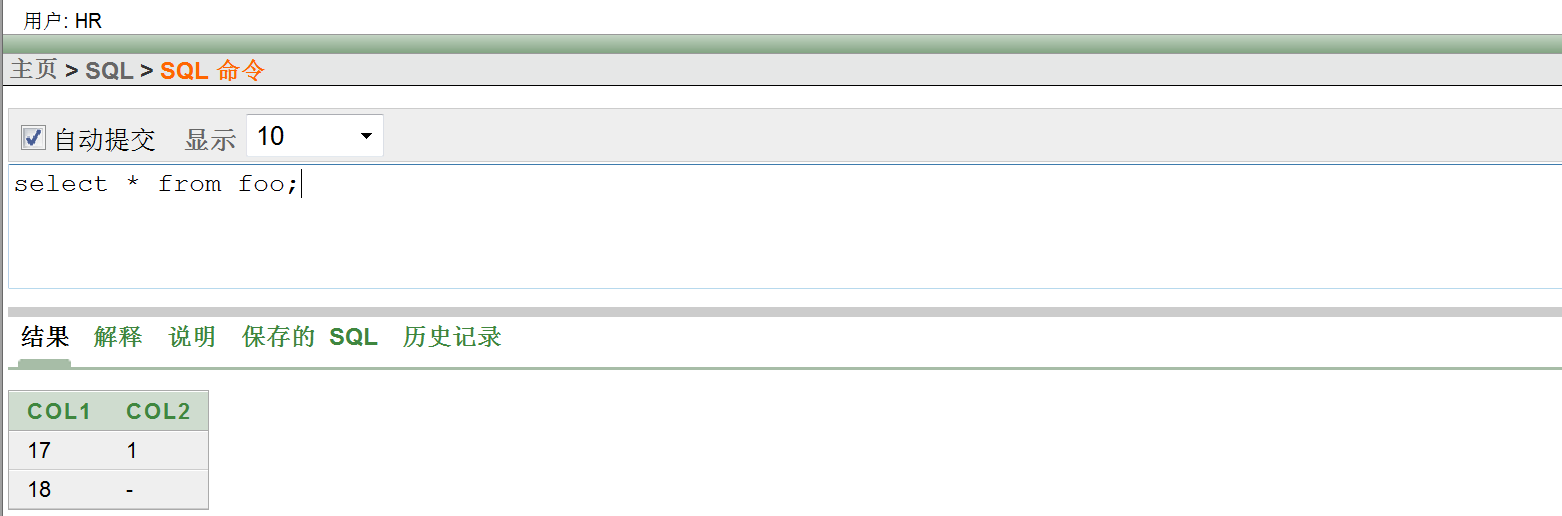 用户: HR
主页 > SQL > SQL 命令
自动提交 显示 10
select * from foo;
结果 解释 说明 保存的 SQL 历史记录
COL1 COL2
17 1
18 -